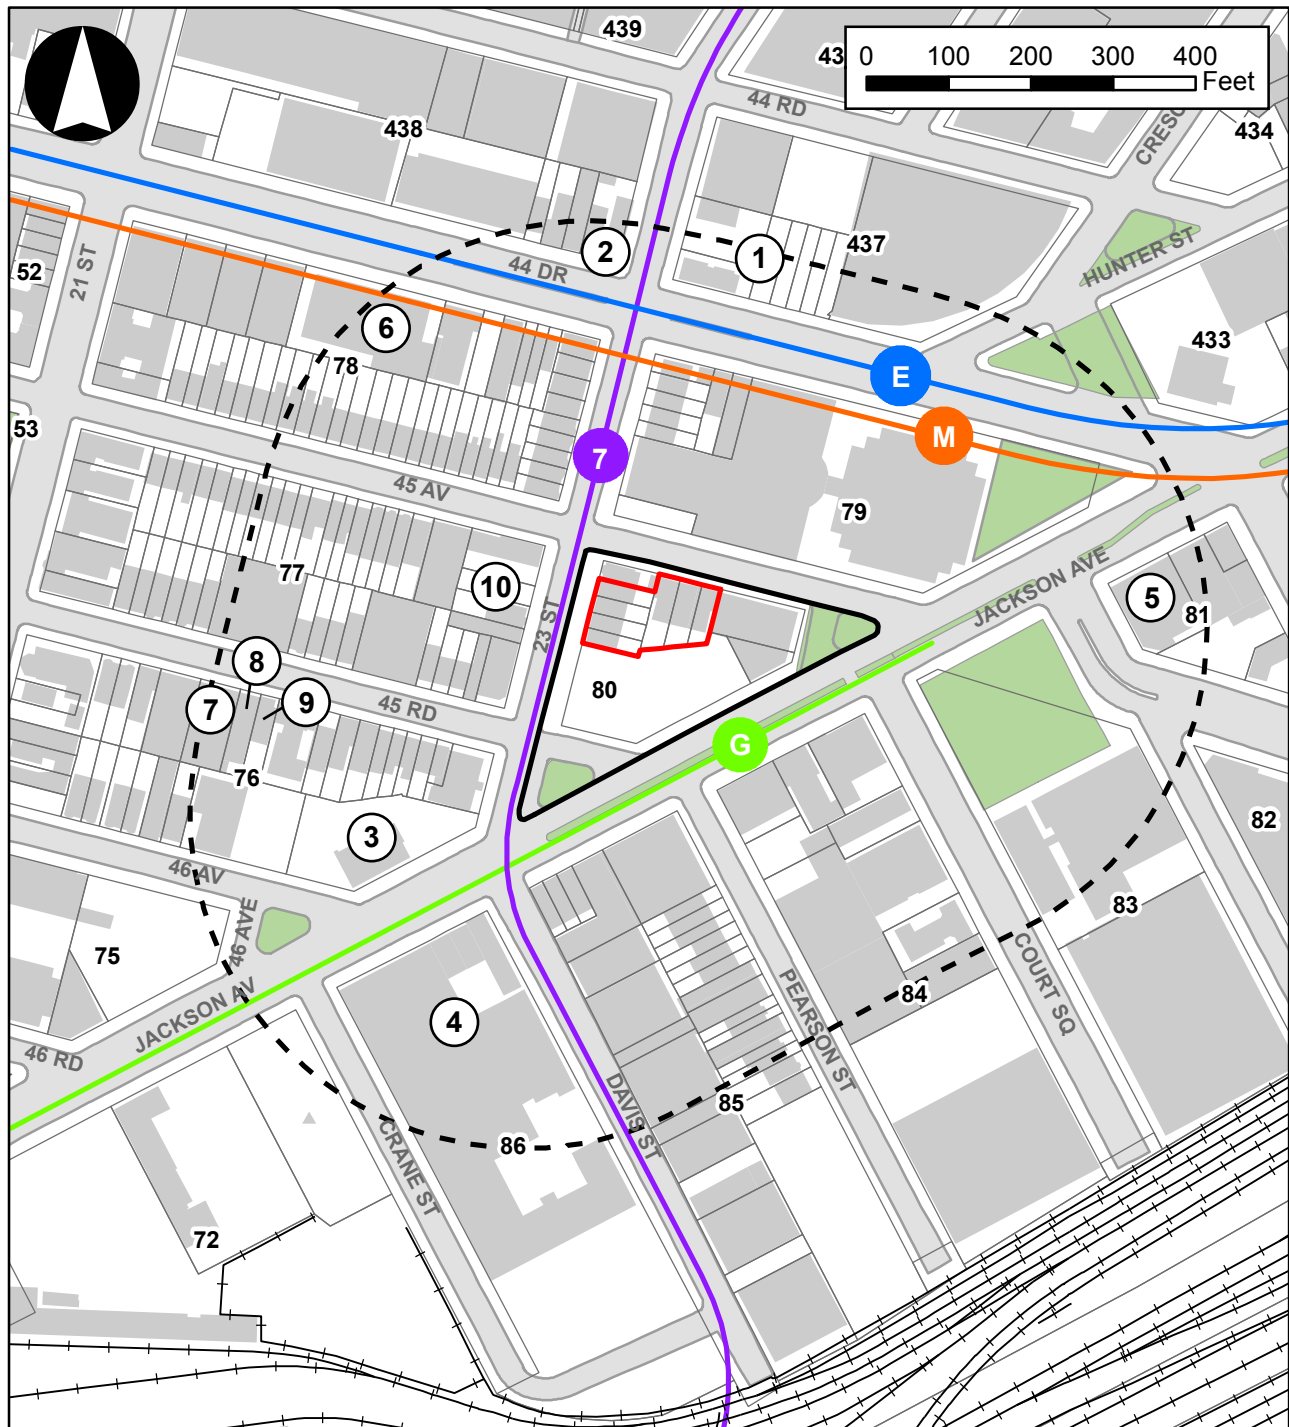 439
43
0 100 200 300 400
Feet
44 RD
438
CRESC
434
2
1
437
44 DR
HUNTER ST
52
21 ST
6
78
433
E
M
53
7
45 AV
79
JACKSON AVE
77
10
23 ST
5
81
8
80
7
9
45 RD
G
76
3
82
46 AV
75
46 AVE
83
JACKSON AV
4
PEARSON ST
84
COURT SQ
46 RD
DAVIS ST
85
CRANE ST
86
72